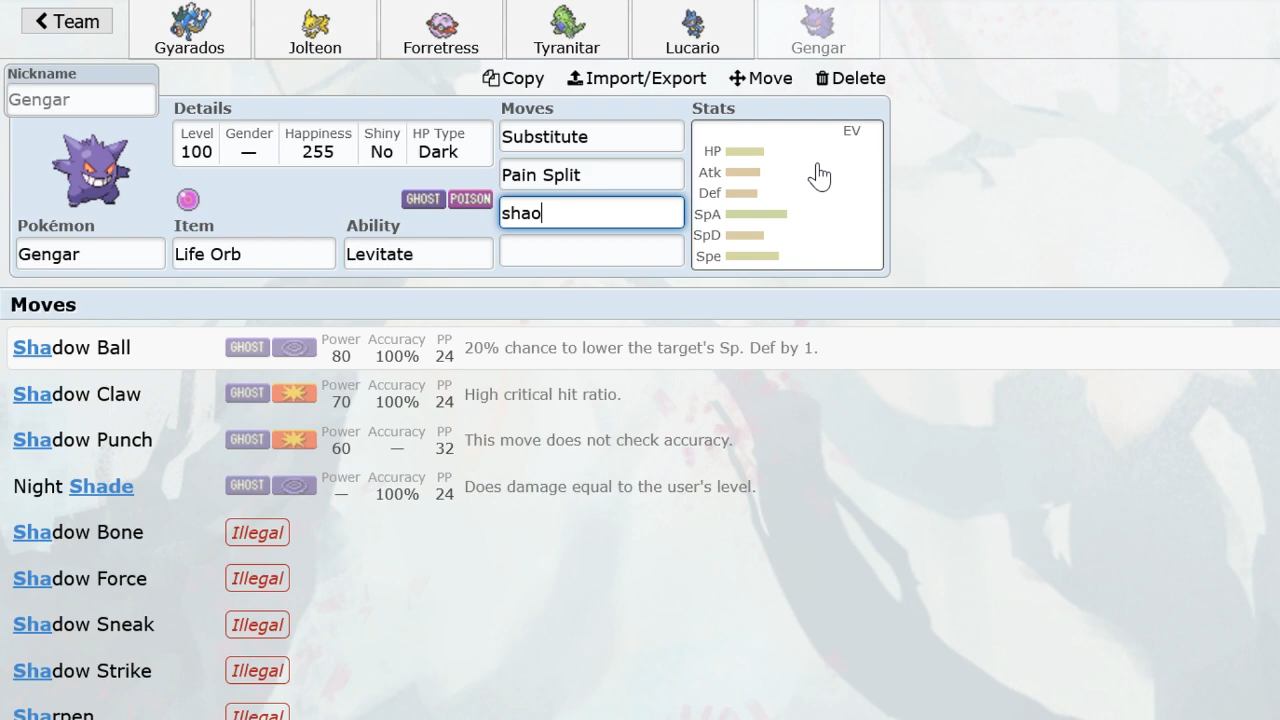 Team
Gyarados
Jolteon
Forretress
Tyranitar
Lucario
Gengar
Nickname
Gengar
Copy
Import/Export
Move
Delete
Details
Level
100
Gender
—
Happiness
255
Shiny
No
HP Type
Dark
GHOST
POISON
Pokémon
Gengar
Item
Life Orb
Ability
Levitate
Moves
Substitute
Pain Split
shao
Stats
EV
HP
Atk
Def
SpA
SpD
Spe
Moves
Shadow Ball GHOST Power 80 Accuracy 100% PP 24 20% chance to lower the target's Sp. Def by 1.
Shadow Claw GHOST Power 70 Accuracy 100% PP 24 High critical hit ratio.
Shadow Punch GHOST Power 60 Accuracy — PP 32 This move does not check accuracy.
Night Shade GHOST Power — Accuracy 100% PP 24 Does damage equal to the user's level.
Shadow Bone Illegal
Shadow Force Illegal
Shadow Sneak Illegal
Shadow Strike Illegal
Sharpen Illegal